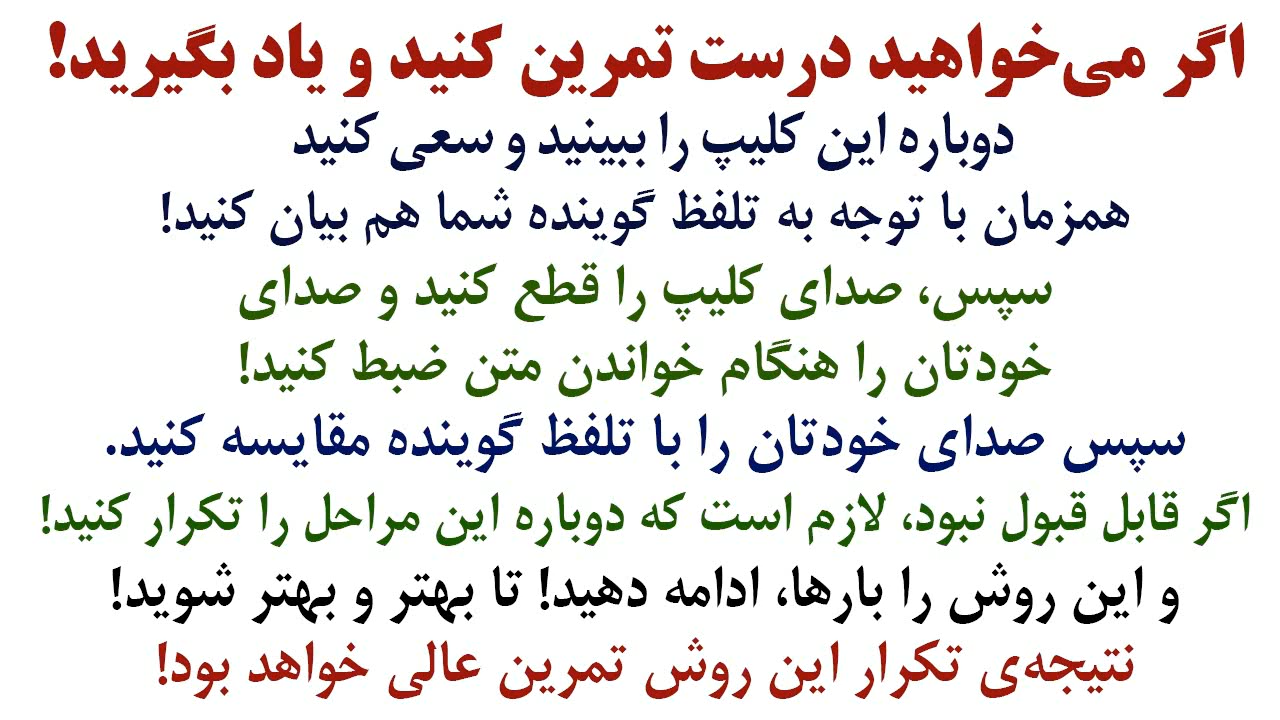 اگر می‌خواهید درست تمرین کنید و یاد بگیرید!
دوباره این کلیپ را ببینید و سعی کنید
همزمان با توجه به تلفظ گوینده شما هم بیان کنید!
سپس، صدای کلیپ را قطع کنید و صدای
خودتان را هنگام خواندن متن ضبط کنید!
سپس صدای خودتان را با تلفظ گوینده مقایسه کنید.
اگر قابل قبول نبود، لازم است که دوباره این مراحل را تکرار کنید!
و این روش را بارها، ادامه دهید! تا بهتر و بهتر شوید!
نتیجه‌ی تکرار این روش تمرین عالی خواهد بود!